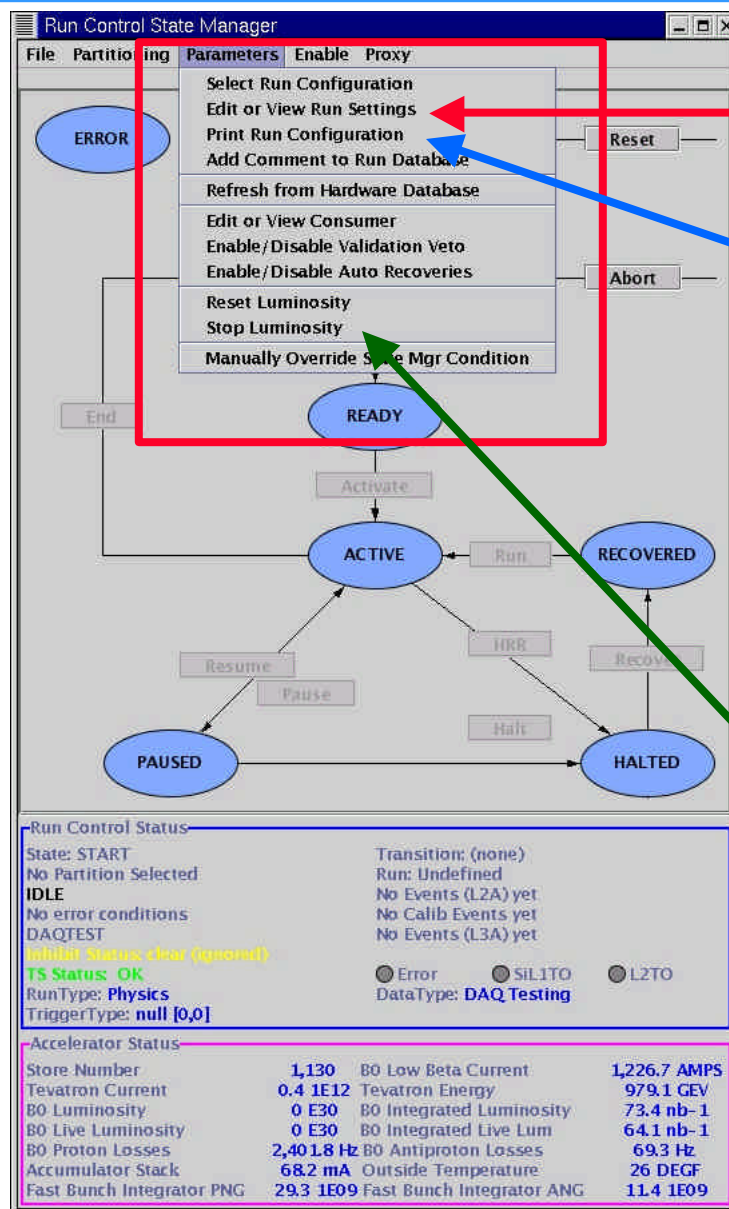 Run Control State Manager
File Partitioning Parameters Enable Proxy
Select Run Configuration
Edit or View Run Settings
Print Run Configuration
Add Comment to Run Database
Refresh from Hardware Database
Edit or View Consumer
Enable/Disable Validation Veto
Enable/Disable Auto Recoveries
Reset Luminosity
Stop Luminosity
Manually Override State Mgr Condition
ERROR
Reset
Abort
End
READY
Activate
ACTIVE
Run
RECOVERED
HRR
Resume
Recover
Pause
Halt
PAUSED
HALTED
Run Control Status
State: START Transition: (none)
No Partition Selected Run: Undefined
IDLE No Events (L2A) yet
No error conditions No Calib Events yet
DAQTEST No Events (L3A) yet
Inhibit Status: clear (ignored)
TS Status: OK Error SiL1TO L2TO
RunType: Physics DataType: DAQ Testing
TriggerType: null [0,0]
Accelerator Status
Store Number 1,130 B0 Low Beta Current 1,226.7 AMPS
Tevatron Current 0.4 1E12 Tevatron Energy 979.1 GEV
B0 Luminosity 0 E30 B0 Integrated Luminosity 73.4 nb-1
B0 Live Luminosity 0 E30 B0 Integrated Live Lum 64.1 nb-1
B0 Proton Losses 2,401.8 Hz B0 Antiproton Losses 69.3 Hz
Accumulator Stack 68.2 mA Outside Temperature 26 DEGF
Fast Bunch Integrator PNG 29.3 1E09 Fast Bunch Integrator ANG 11.4 1E09